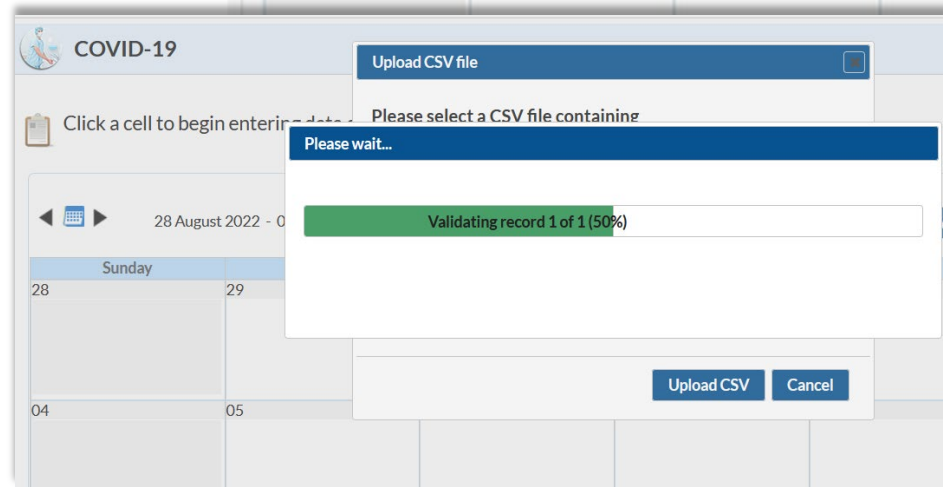 COVID-19
Upload CSV file
Click a cell to begin entering data
Please select a CSV file containing
Please wait...
28 August 2022 - 0
Validating record 1 of 1 (50%)
Sunday
28
29
Upload CSV
Cancel
04
05